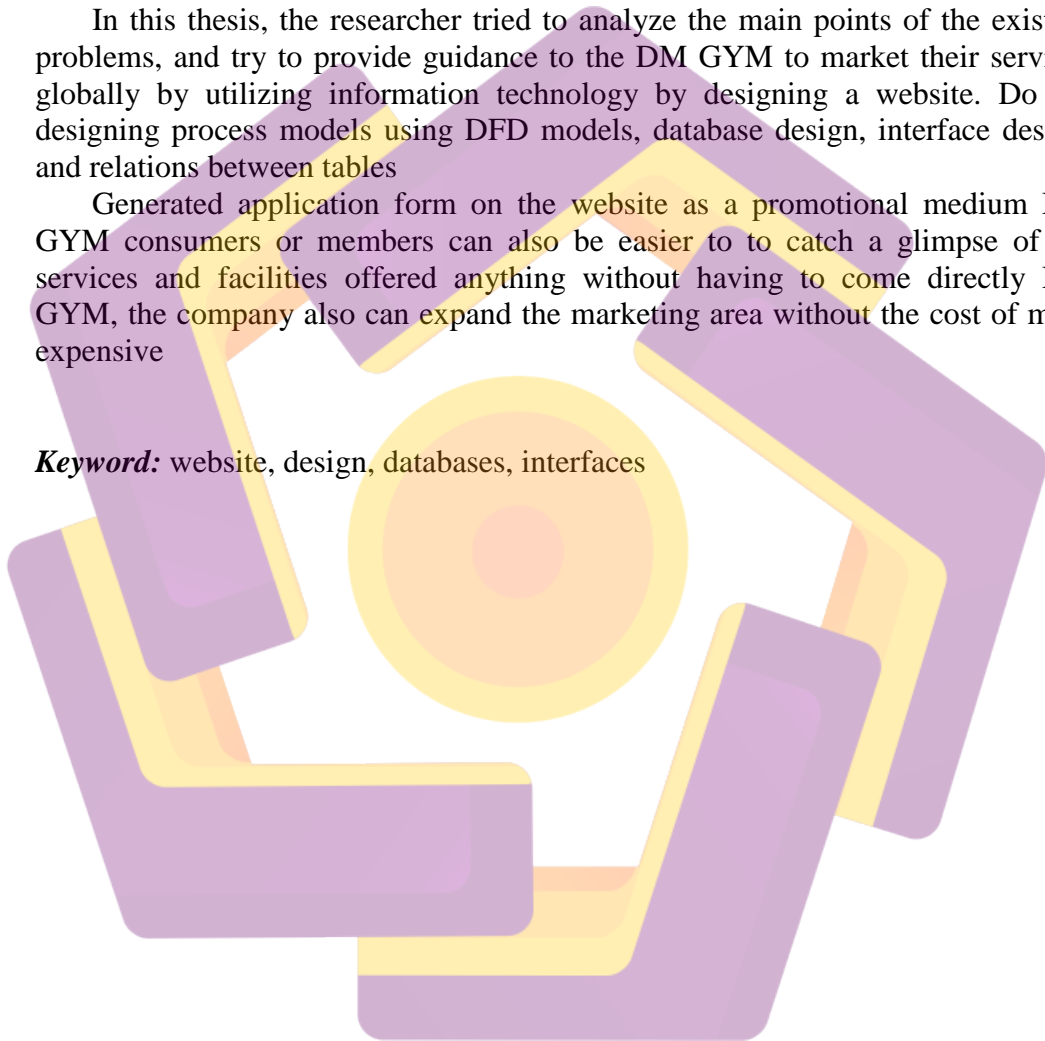 In this thesis, the researcher tried to analyze the main points of the exist
problems, and try to provide guidance to the DM GYM to market their servi
globally by utilizing information technology by designing a website. Do
designing process models using DFD models, database design, interface des
and relations between tables
Generated application form on the website as a promotional medium
GYM consumers or members can also be easier to to catch a glimpse of
services and facilities offered anything without having to come directly
GYM, the company also can expand the marketing area without the cost of m
expensive
Keyword: website, design, databases, interfaces